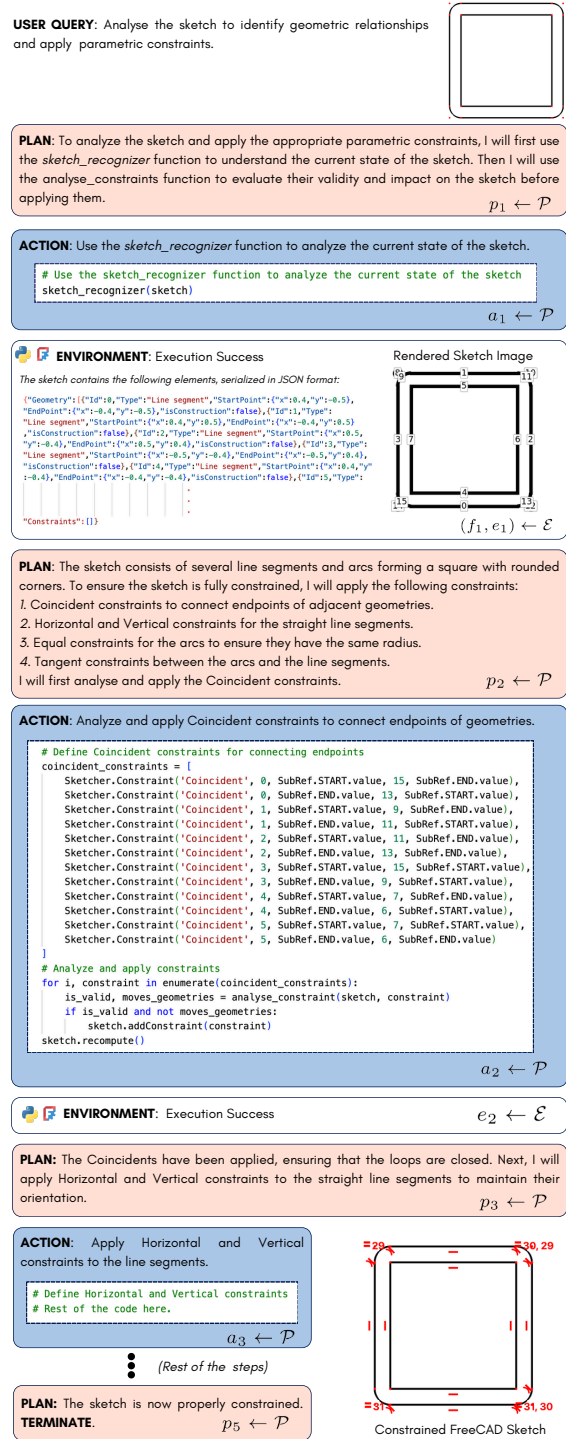 USER QUERY: Analyse the sketch to identify geometric relationships
and apply parametric constraints.
PLAN: To analyze the sketch and apply the appropriate parametric constraints, I will first use
the sketch_recognizer function to understand the current state of the sketch. Then I will use
the analyse_constraints function to evaluate their validity and impact on the sketch before
applying them.
p₁ ← 𝒫
ACTION: Use the sketch_recognizer function to analyze the current state of the sketch.
# Use the sketch_recognizer function to analyze the current state of the sketch
sketch_recognizer(sketch)
a₁ ← 𝒫
ENVIRONMENT: Execution Success
The sketch contains the following elements, serialized in JSON format:
{"Geometry":[{"Id":0,"Type":"Line segment","StartPoint":{"x":0.4,"y":-0.5},
"EndPoint":{"x":-0.4,"y":-0.5},"isConstruction":false},{"Id":1,"Type":
"Line segment","StartPoint":{"x":0.4,"y":0.5},"EndPoint":{"x":-0.4,"y":0.5}
,"isConstruction":false},{"Id":2,"Type":"Line segment","StartPoint":{"x":0.5,
"y":-0.4},"EndPoint":{"x":0.5,"y":0.4},"isConstruction":false},{"Id":3,"Type":
"Line segment","StartPoint":{"x":-0.5,"y":-0.4},"EndPoint":{"x":-0.5,"y":0.4},
"isConstruction":false},{"Id":4,"Type":"Line segment","StartPoint":{"x":0.4,"y"
:-0.4},"EndPoint":{"x":-0.4,"y":-0.4},"isConstruction":false},{"Id":5,"Type":
.
.
.
"Constraints":[]}
Rendered Sketch Image
9 1 11
5
3 7 6 2
4
15 0 13
(f₁, e₁) ← ℰ
PLAN: The sketch consists of several line segments and arcs forming a square with rounded
corners. To ensure the sketch is fully constrained, I will apply the following constraints:
1. Coincident constraints to connect endpoints of adjacent geometries.
2. Horizontal and Vertical constraints for the straight line segments.
3. Equal constraints for the arcs to ensure they have the same radius.
4. Tangent constraints between the arcs and the line segments.
I will first analyse and apply the Coincident constraints.
p₂ ← 𝒫
ACTION: Analyze and apply Coincident constraints to connect endpoints of geometries.
# Define Coincident constraints for connecting endpoints
coincident_constraints = [
Sketcher.Constraint('Coincident', 0, SubRef.START.value, 15, SubRef.END.value),
Sketcher.Constraint('Coincident', 0, SubRef.END.value, 13, SubRef.START.value),
Sketcher.Constraint('Coincident', 1, SubRef.START.value, 9, SubRef.END.value),
Sketcher.Constraint('Coincident', 1, SubRef.END.value, 11, SubRef.START.value),
Sketcher.Constraint('Coincident', 2, SubRef.START.value, 11, SubRef.END.value),
Sketcher.Constraint('Coincident', 2, SubRef.END.value, 13, SubRef.END.value),
Sketcher.Constraint('Coincident', 3, SubRef.START.value, 15, SubRef.START.value),
Sketcher.Constraint('Coincident', 3, SubRef.END.value, 9, SubRef.START.value),
Sketcher.Constraint('Coincident', 4, SubRef.START.value, 7, SubRef.END.value),
Sketcher.Constraint('Coincident', 4, SubRef.END.value, 6, SubRef.START.value),
Sketcher.Constraint('Coincident', 5, SubRef.START.value, 7, SubRef.START.value),
Sketcher.Constraint('Coincident', 5, SubRef.END.value, 6, SubRef.END.value)
]
# Analyze and apply constraints
for i, constraint in enumerate(coincident_constraints):
is_valid, moves_geometries = analyse_constraint(sketch, constraint)
if is_valid and not moves_geometries:
sketch.addConstraint(constraint)
sketch.recompute()
a₂ ← 𝒫
ENVIRONMENT: Execution Success
e₂ ← ℰ
PLAN: The Coincidents have been applied, ensuring that the loops are closed. Next, I will
apply Horizontal and Vertical constraints to the straight line segments to maintain their
orientation.
p₃ ← 𝒫
ACTION: Apply Horizontal and Vertical
constraints to the line segments.
# Define Horizontal and Vertical constraints
# Rest of the code here.
a₃ ← 𝒫
(Rest of the steps)
PLAN: The sketch is now properly constrained.
TERMINATE.
p₅ ← 𝒫
=29 =30, 29
=31 =31, 30
Constrained FreeCAD Sketch